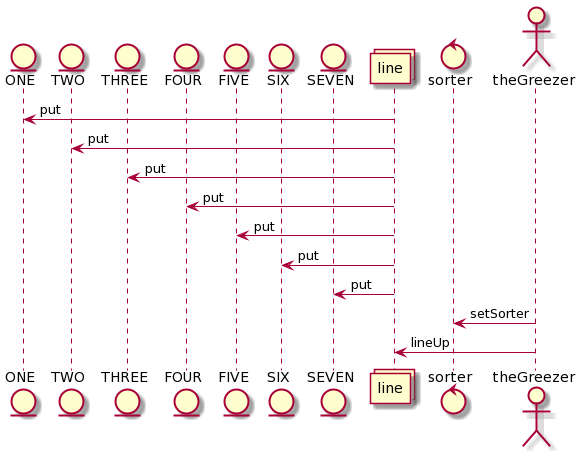 ONE TWO THREE FOUR FIVE SIX SEVEN line sorter theGreezer
put
put
put
put
put
put
put
setSorter
lineUp
ONE TWO THREE FOUR FIVE SIX SEVEN line sorter theGreezer